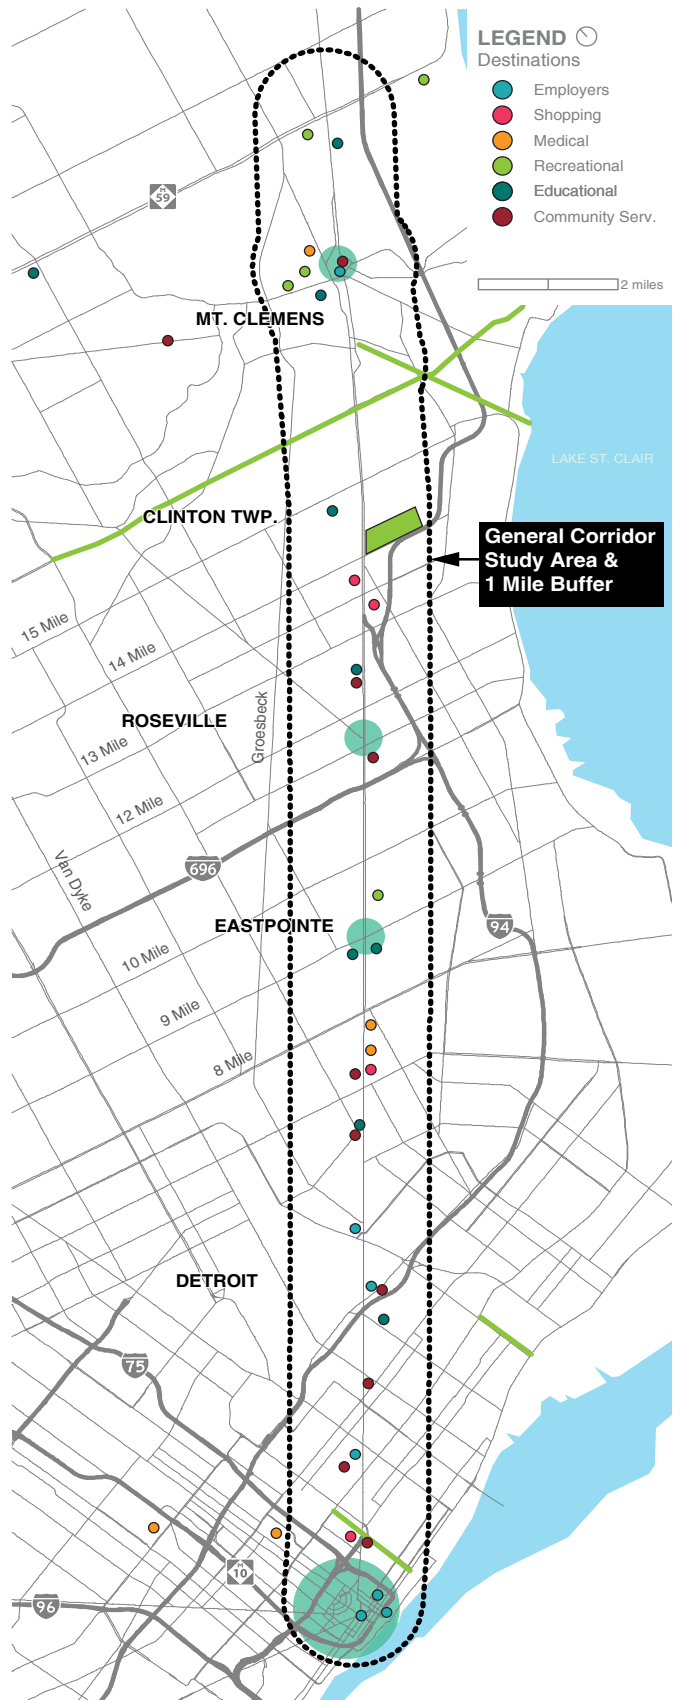 LEGEND
Destinations
Employers
Shopping
Medical
Recreational
Educational
Community Serv.
2 miles
M
59
MT. CLEMENS
LAKE ST. CLAIR
CLINTON TWP.
General Corridor
Study Area &
1 Mile Buffer
15 Mile
14 Mile
ROSEVILLE
Groesbeck
13 Mile
12 Mile
696
Van Dyke
EASTPOINTE
94
10 Mile
9 Mile
8 Mile
DETROIT
75
M
10
96